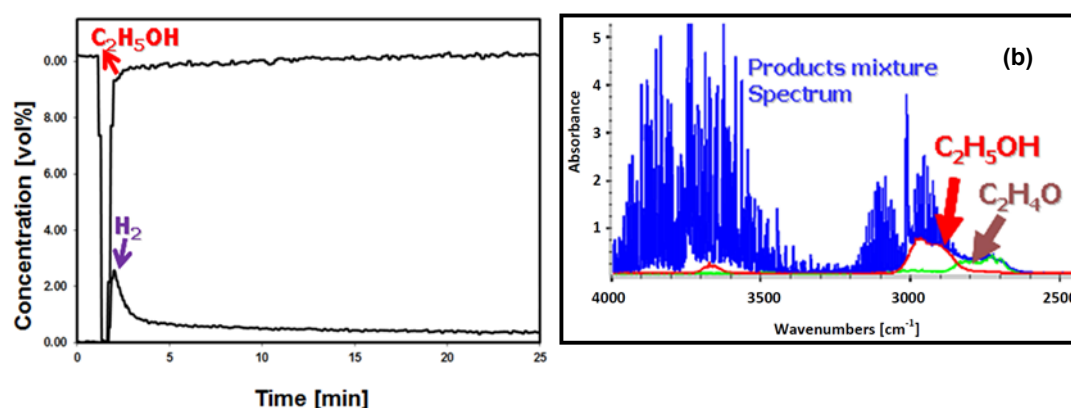 C2H5OH
0.00
8.00
6.00
4.00
H2
2.00
0.00
0
5
10
15
20
25
Concentration [vol%]
Time [min]
(b)
Products mixture
Spectrum
C2H5OH
C2H4O
5
4
3
2
1
Absorbance
4000
3500
3000
250
Wavenumbers [cm-1]